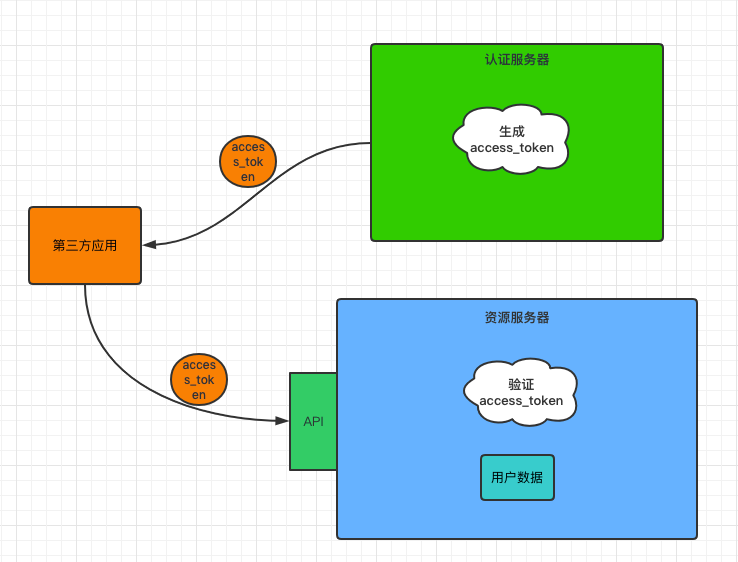 认证服务器
生成
access_token
acces
s_tok
en
第三方应用
资源服务器
acces
s_tok
en
验证
access_token
API
用户数据